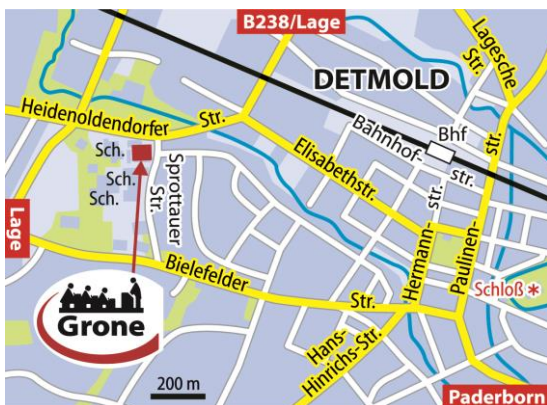 B238/Lage
Lagesche
Str.
DETMOLD
Heidenoldendorfer
Str.
Bahnhof-
str.
Bhf
Elisabethstr.
str.
str.
Sch.
Sch.
Sch.
Sprottauer
Str.
Lage
Bielefelder
Str.
Hermann-
Paulinen-
Schloß *
Grone
Hans-
Hinrichs-Str.
200 m
Paderborn